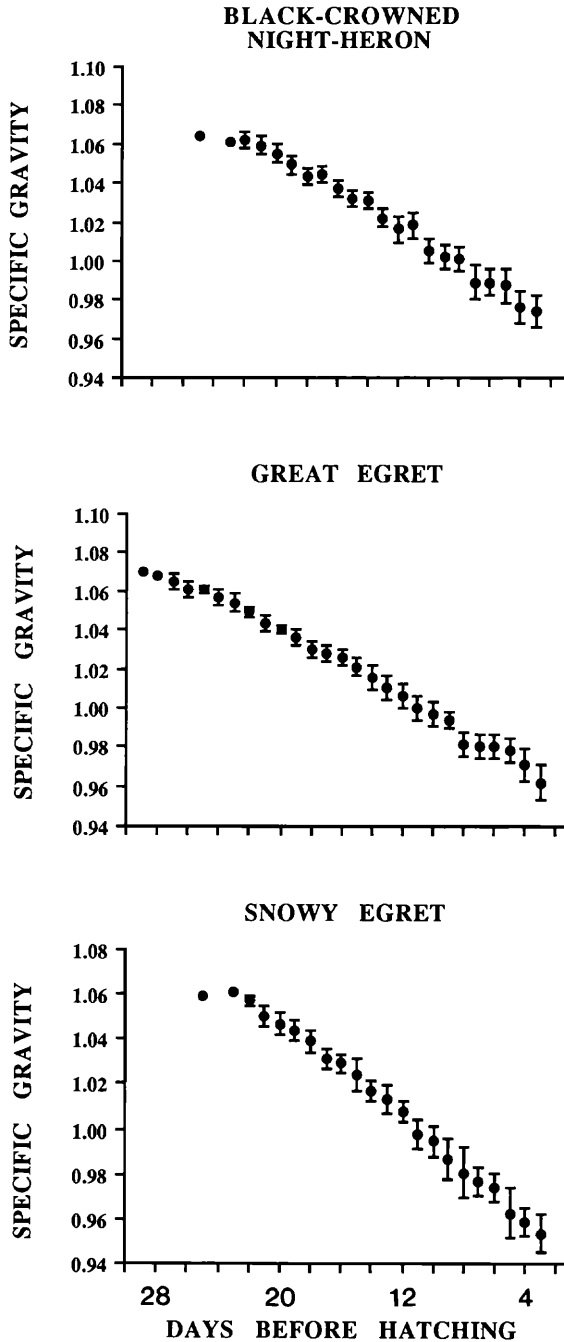 BLACK-CROWNED
NIGHT-HERON
1.10
1.08
1.06
1.04
1.02
1.00
0.98
0.96
0.94
SPECIFIC GRAVITY
GREAT EGRET
1.10
1.08
1.06
1.04
1.02
1.00
0.98
0.96
0.94
SPECIFIC GRAVITY
SNOWY EGRET
1.08
1.06
1.04
1.02
1.00
0.98
0.96
0.94
SPECIFIC GRAVITY
28 20 12 4
DAYS BEFORE HATCHING